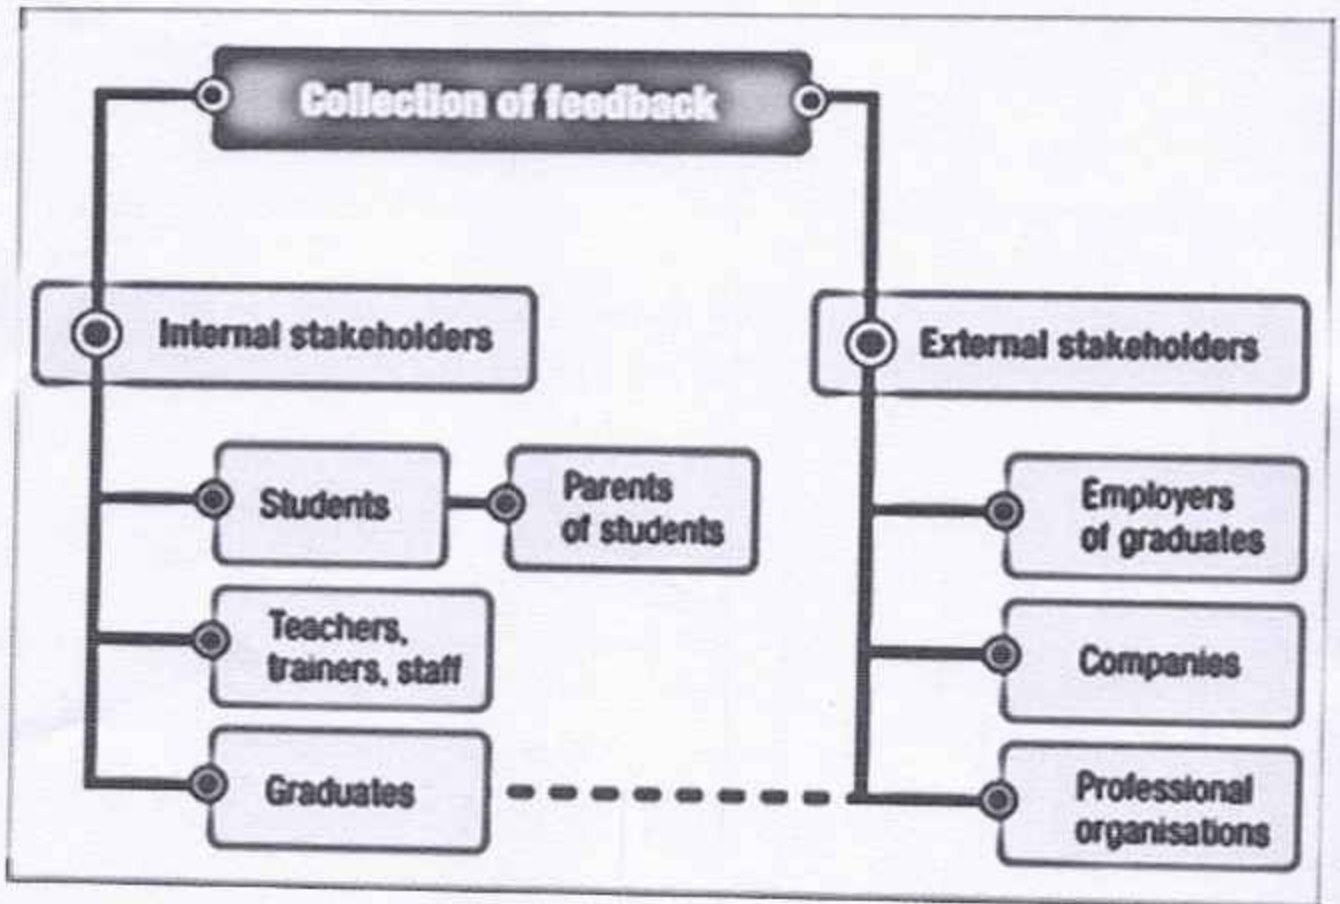 Collection of feedback
Internal stakeholders
External stakeholders
Students
Parents
of students
Teachers,
trainers, staff
Graduates
Employers
of graduates
Companies
Professional
organisations